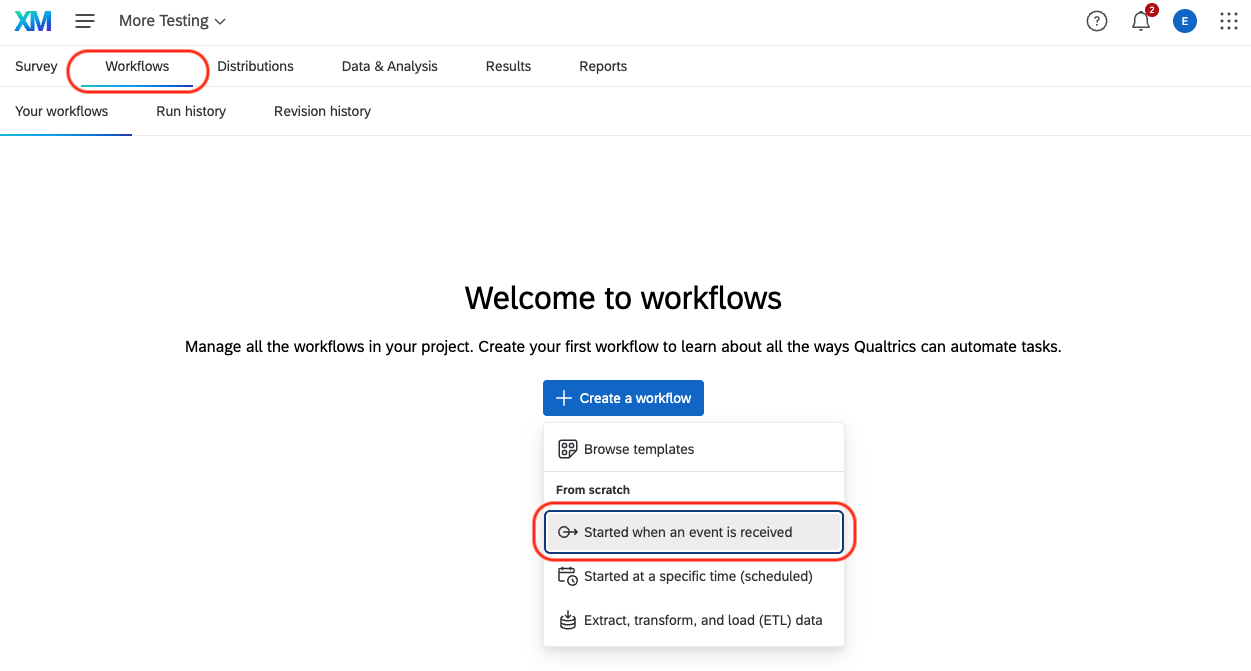 XM More Testing ? 2 E
Survey Workflows Distributions Data & Analysis Results Reports
Your workflows Run history Revision history
Welcome to workflows
Manage all the workflows in your project. Create your first workflow to learn about all the ways Qualtrics can automate tasks.
Create a workflow
Browse templates
From scratch
Started when an event is received
Started at a specific time (scheduled)
Extract, transform, and load (ETL) data